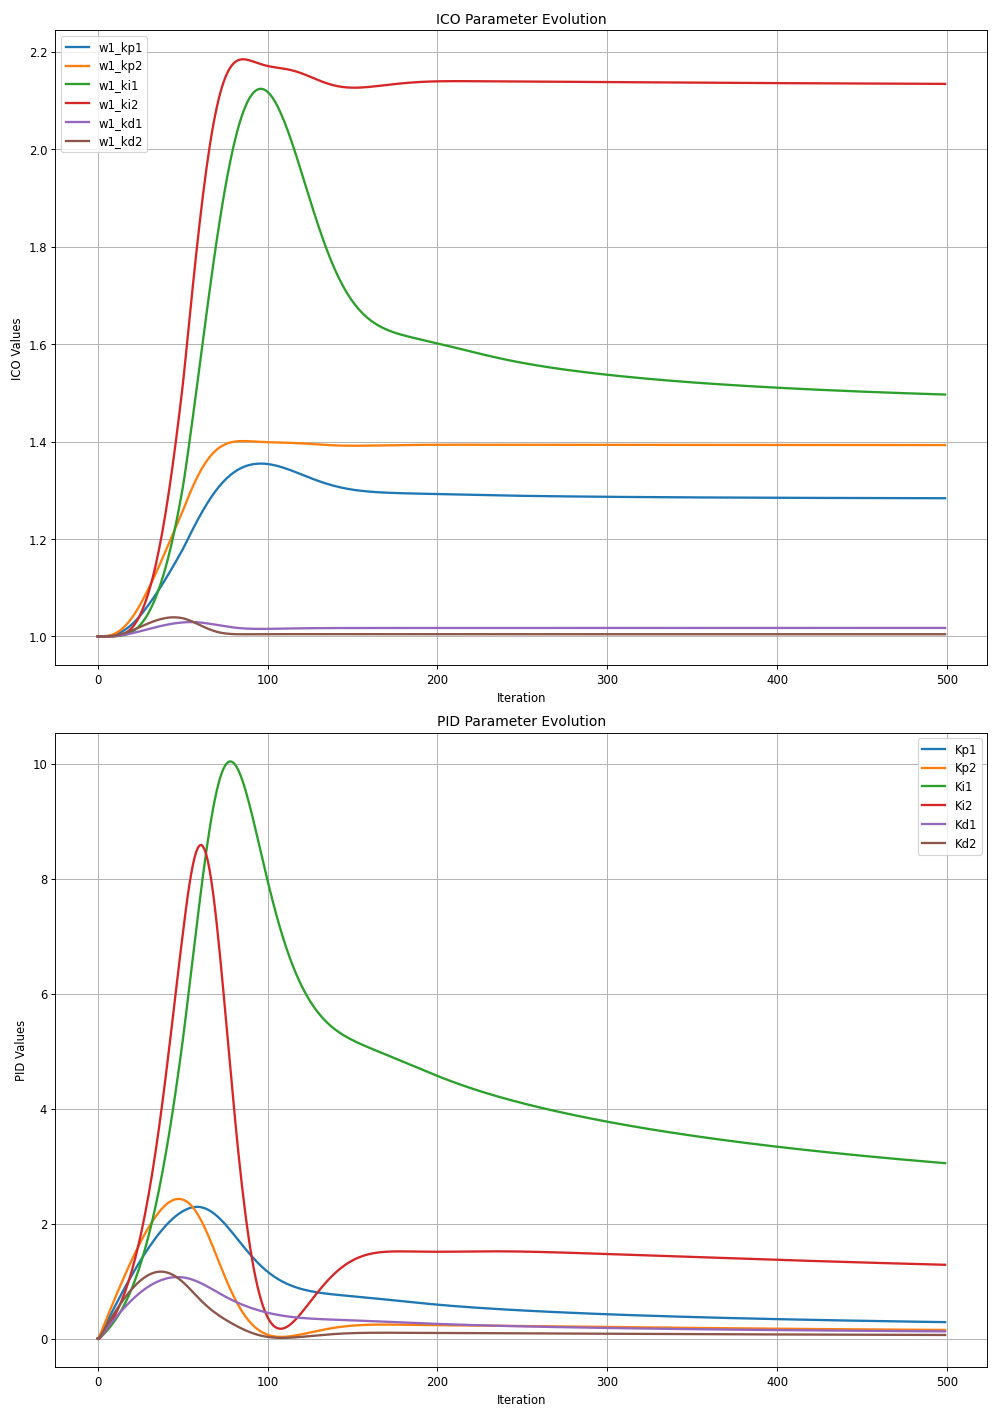 ICO Parameter Evolution
w1_kp1
w1_kp2
w1_ki1
w1_ki2
w1_kd1
w1_kd2
2.2
2.0
1.8
1.6
1.4
1.2
1.0
ICO Values
0 100 200 300 400 500
Iteration
PID Parameter Evolution
Kp1
Kp2
Ki1
Ki2
Kd1
Kd2
10
8
6
4
2
0
PID Values
0 100 200 300 400 500
Iteration